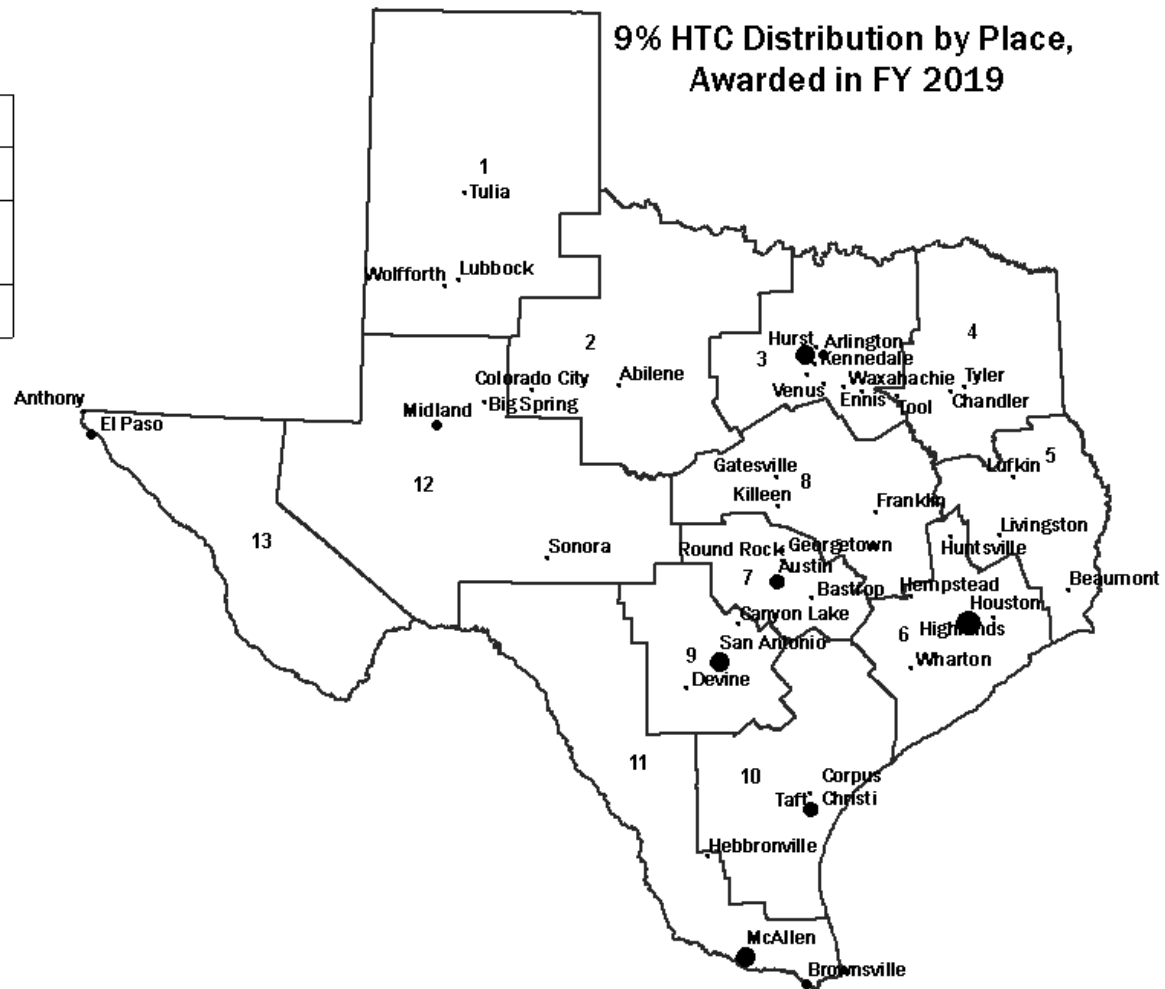 9% HTC Distribution by Place,
Awarded in FY 2019
1
Tulia
Wolfforth
Lubbock
2
Colorado City
Abilene
Big Spring
Midland
Anthony
El Paso
12
13
Sonora
3
Hurst
Arlington
Kennedale
Venus
Waxahachie
Ennis
Tool
4
Tyler
Chandler
5
Lufkin
Livingston
Beaumont
Gatesville
8
Killeen
Franklin
Huntsville
Round Rock
Georgetown
7
Austin
Bastrop
Hempstead
Houston
6
Highlands
Wharton
Canyon Lake
San Antonio
9
Devine
11
10
Corpus
Christi
Taft
Hebbronville
McAllen
Brownsville